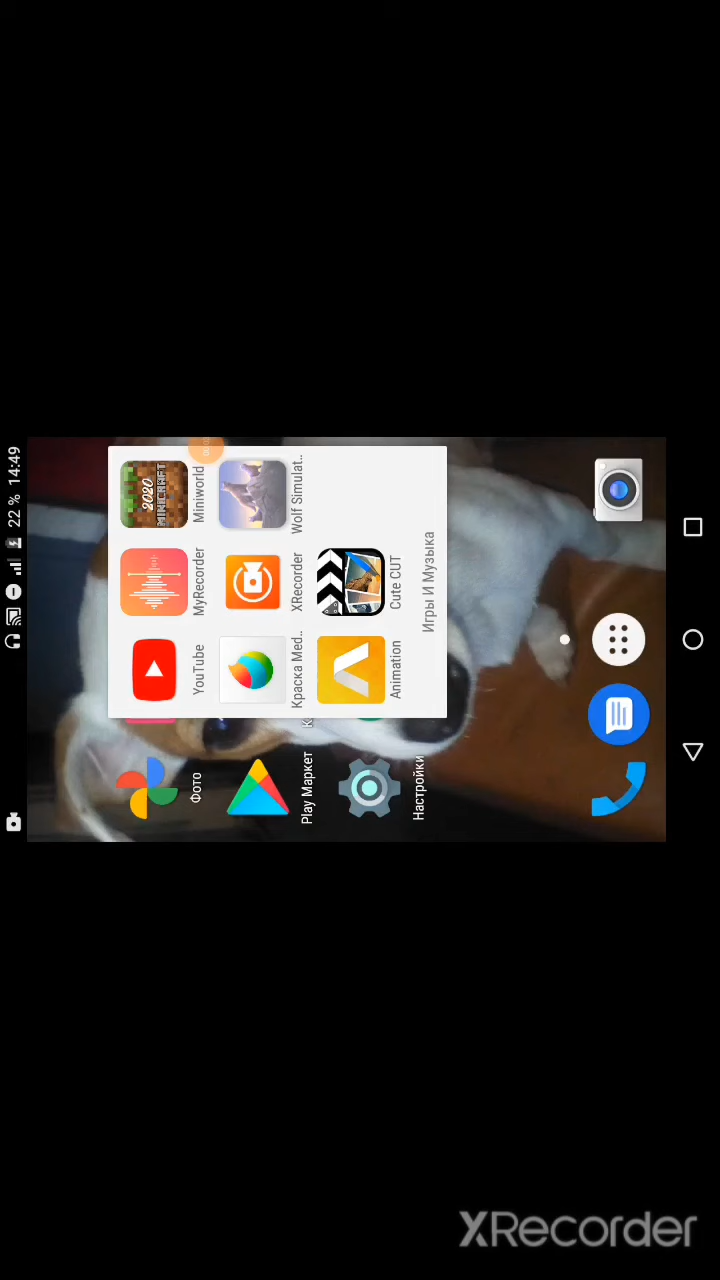 22 % 14:49
YouTube
MyRecorder
2020
MINICRAFT
Miniworld
Краска Med..
XRecorder
Wolf Simulat..
Animation
Cute CUT
Игры И Музыка
Фото
Play Маркет
Настройки
XRecorder